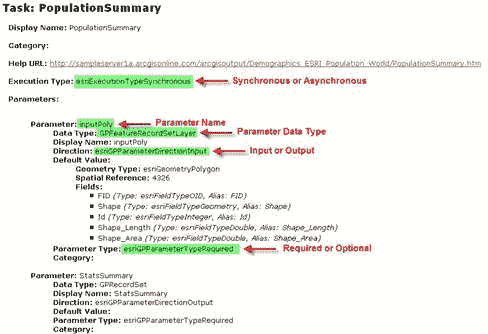 Task: PopulationSummary
Display Name: PopulationSummary
Category:
Help URL: http://sampleserver1a.arcgisonline.com/arcgisoutput/Demographics_ESRI_Population_World/PopulationSummary.htm
Execution Type: esriExecutionTypeSynchronous Synchronous or Asynchronous
Parameters:
Parameter: inputPoly Parameter Name
Data Type: GPFeatureRecordSetLayer Parameter Data Type
Display Name: inputPoly
Direction: esriGPParameterDirectionInput Input or Output
Default Value:
Geometry Type: esriGeometryPolygon
Spatial Reference: 4326
Fields:
▪ FID (Type: esriFieldTypeOID, Alias: FID)
▪ Shape (Type: esriFieldTypeGeometry, Alias: Shape)
▪ Id (Type: esriFieldTypeInteger, Alias: Id)
▪ Shape_Length (Type: esriFieldTypeDouble, Alias: Shape_Length)
▪ Shape_Area (Type: esriFieldTypeDouble, Alias: Shape_Area)
Parameter Type: esriGPParameterTypeRequired Required or Optional
Category:
Parameter: StatsSummary
Data Type: GPRecordSet
Display Name: StatsSummary
Direction: esriGPParameterDirectionOutput
Default Value:
Parameter Type: esriGPParameterTypeRequired
Category: